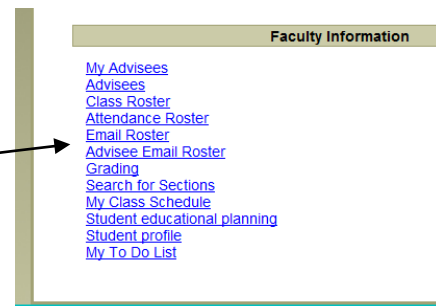 Faculty Information
My Advisees
Advisees
Class Roster
Attendance Roster
Email Roster
Advisee Email Roster
Grading
Search for Sections
My Class Schedule
Student educational planning
Student profile
My To Do List